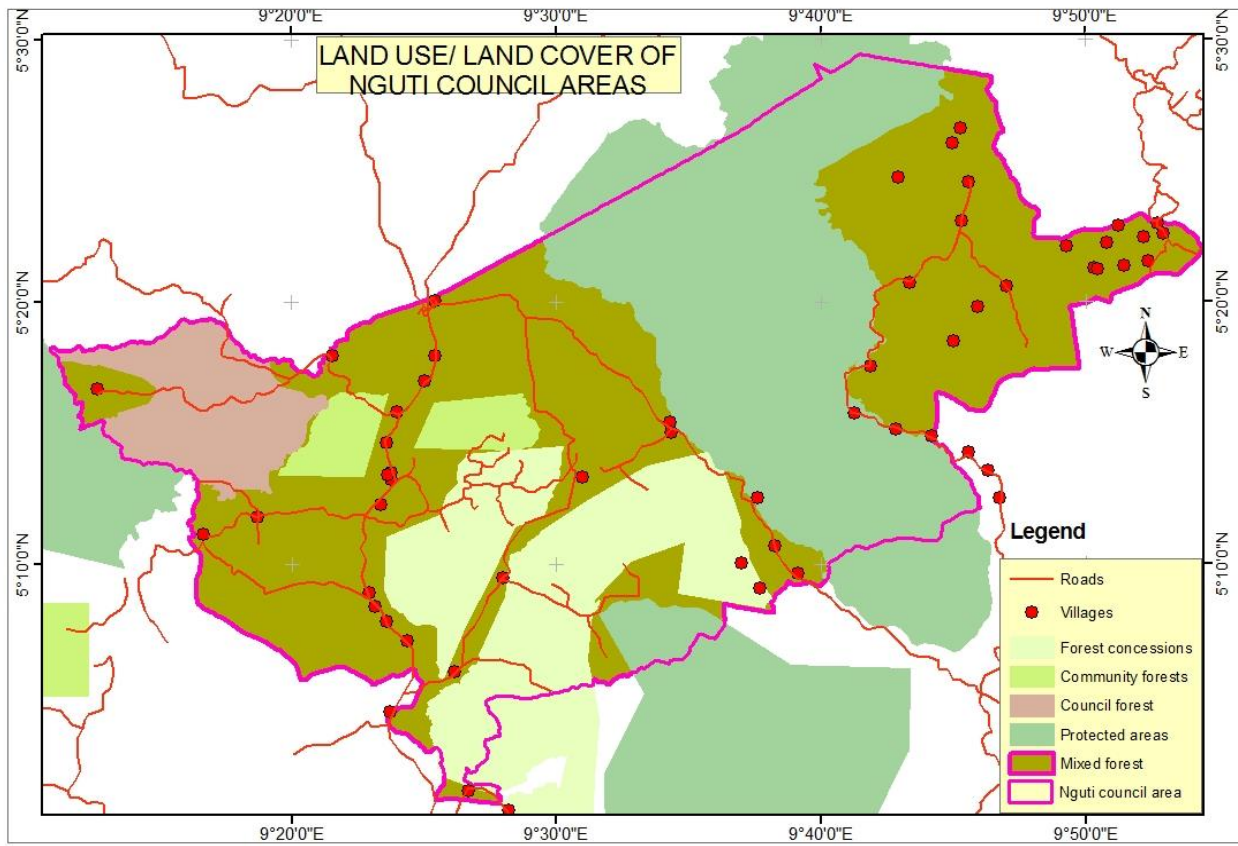 9°20'0"E 9°30'0"E 9°40'0"E 9°50'0"E
LAND USE/ LAND COVER OF
NGUTI COUNCIL AREAS
5°30'0"N 5°30'0"N
5°20'0"N 5°20'0"N
N
W E
S
5°10'0"N 5°10'0"N
Legend
Roads
Villages
Forest concessions
Community forests
Council forest
Protected areas
Mixed forest
Nguti council area
9°20'0"E 9°30'0"E 9°40'0"E 9°50'0"E